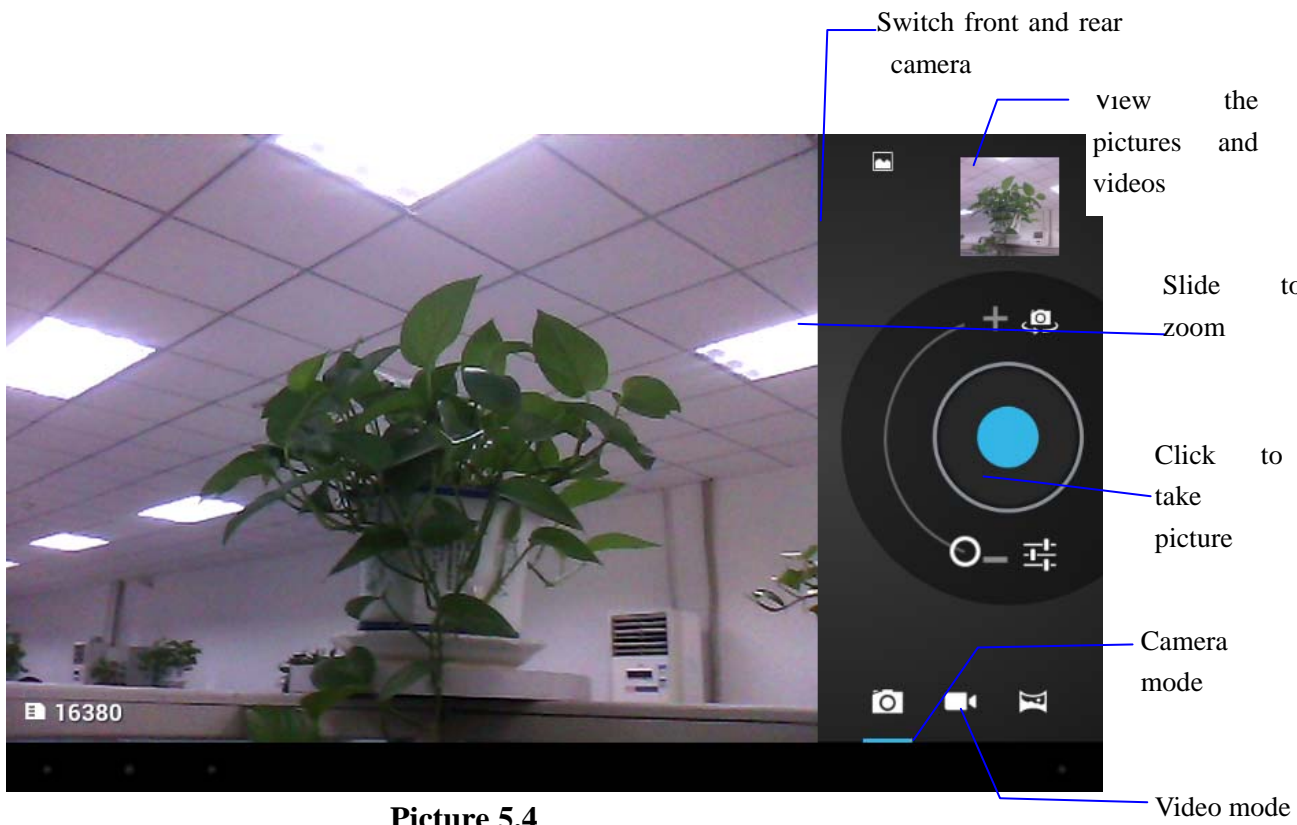 Switch front and rear
camera
View the
pictures and
videos
Slide to
zoom
Click to
take
picture
Camera
mode
16380
Video mode
Picture 5.4